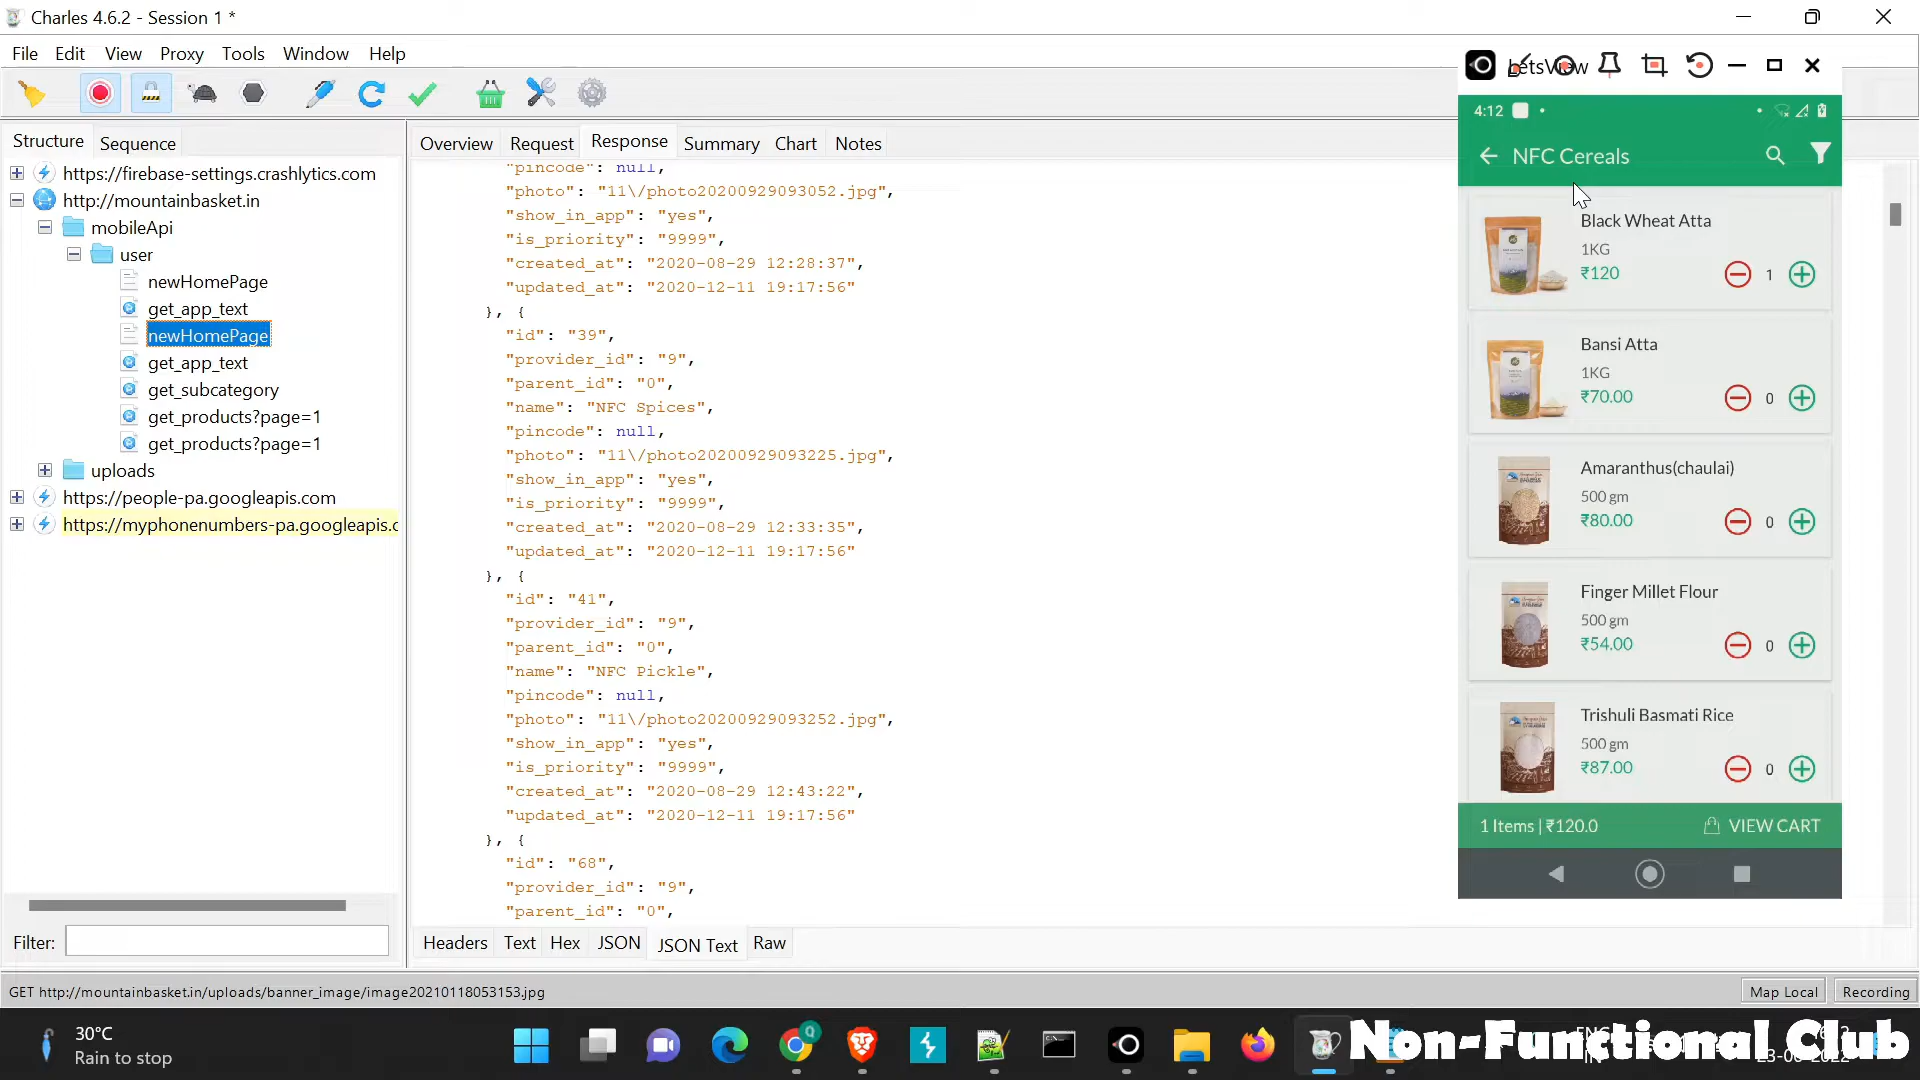 Charles 4.6.2 - Session 1 *
File Edit View Proxy Tools Window Help
Structure Sequence
https://firebase-settings.crashlytics.com
http://mountainbasket.in
mobileApi
user
newHomePage
get_app_text
newHomePage
get_app_text
get_subcategory
get_products?page=1
get_products?page=1
uploads
https://people-pa.googleapis.com
https://myphonenumbers-pa.googleapis.c
Filter:
Overview Request Response Summary Chart Notes
"pincode": null,
"photo": "11\/photo20200929093052.jpg",
"show_in_app": "yes",
"is_priority": "9999",
"created_at": "2020-08-29 12:28:37",
"updated_at": "2020-12-11 19:17:56"
}, {
"id": "39",
"provider_id": "9",
"parent_id": "0",
"name": "NFC Spices",
"pincode": null,
"photo": "11\/photo20200929093225.jpg",
"show_in_app": "yes",
"is_priority": "9999",
"created_at": "2020-08-29 12:33:35",
"updated_at": "2020-12-11 19:17:56"
}, {
"id": "41",
"provider_id": "9",
"parent_id": "0",
"name": "NFC Pickle",
"pincode": null,
"photo": "11\/photo20200929093252.jpg",
"show_in_app": "yes",
"is_priority": "9999",
"created_at": "2020-08-29 12:43:22",
"updated_at": "2020-12-11 19:17:56"
}, {
"id": "68",
"provider_id": "9",
"parent_id": "0",
Headers Text Hex JSON JSON Text Raw
LetsView
4:12
NFC Cereals
Black Wheat Atta
1KG
₹120
1
Bansi Atta
1KG
₹70.00
0
Amaranthus(chaulai)
500 gm
₹80.00
0
Finger Millet Flour
500 gm
₹54.00
0
Trishuli Basmati Rice
500 gm
₹87.00
0
1 Items | ₹120.0 VIEW CART
GET http://mountainbasket.in/uploads/banner_image/image20210118053153.jpg
Map Local Recording
30°C
Rain to stop
Non-Functional Club